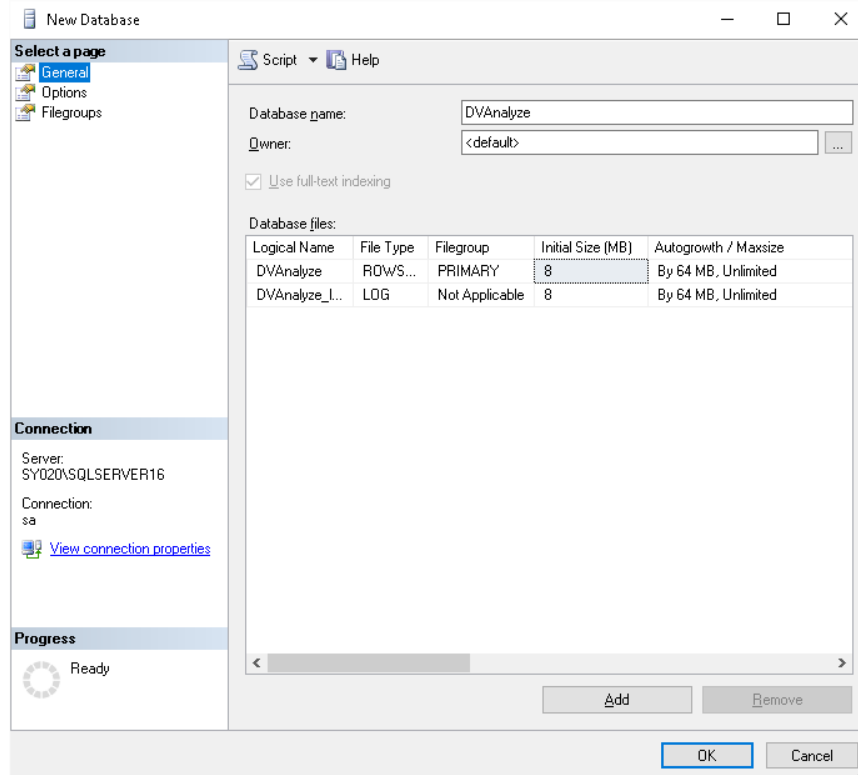 New Database
Select a page
General
Options
Filegroups
Script
Help
Database name:
DVAnalyze
Owner:
<default>
...
Use full-text indexing
Database files:
Logical Name File Type Filegroup Initial Size (MB) Autogrowth / Maxsize
DVAnalyze ROWS... PRIMARY 8 By 64 MB, Unlimited
DVAnalyze_l... LOG Not Applicable 8 By 64 MB, Unlimited
Connection
Server:
SY020\SQLSERVER16
Connection:
sa
View connection properties
Progress
Ready
Add
Remove
OK
Cancel